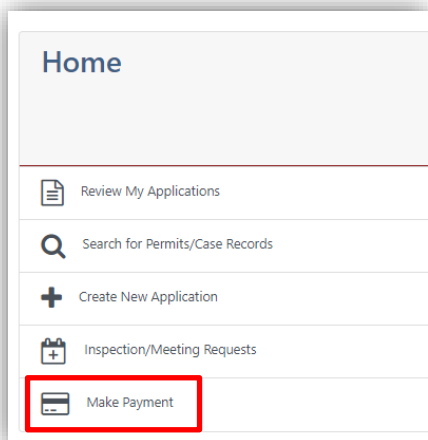 Home
Review My Applications
Search for Permits/Case Records
Create New Application
Inspection/Meeting Requests
Make Payment